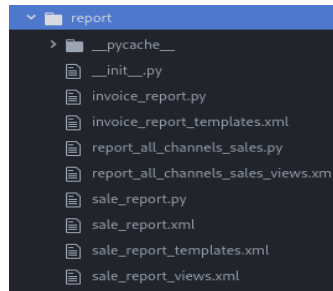 report
__pycache__
__init__.py
invoice_report.py
invoice_report_templates.xml
report_all_channels_sales.py
report_all_channels_sales_views.xm
sale_report.py
sale_report.xml
sale_report_templates.xml
sale_report_views.xml